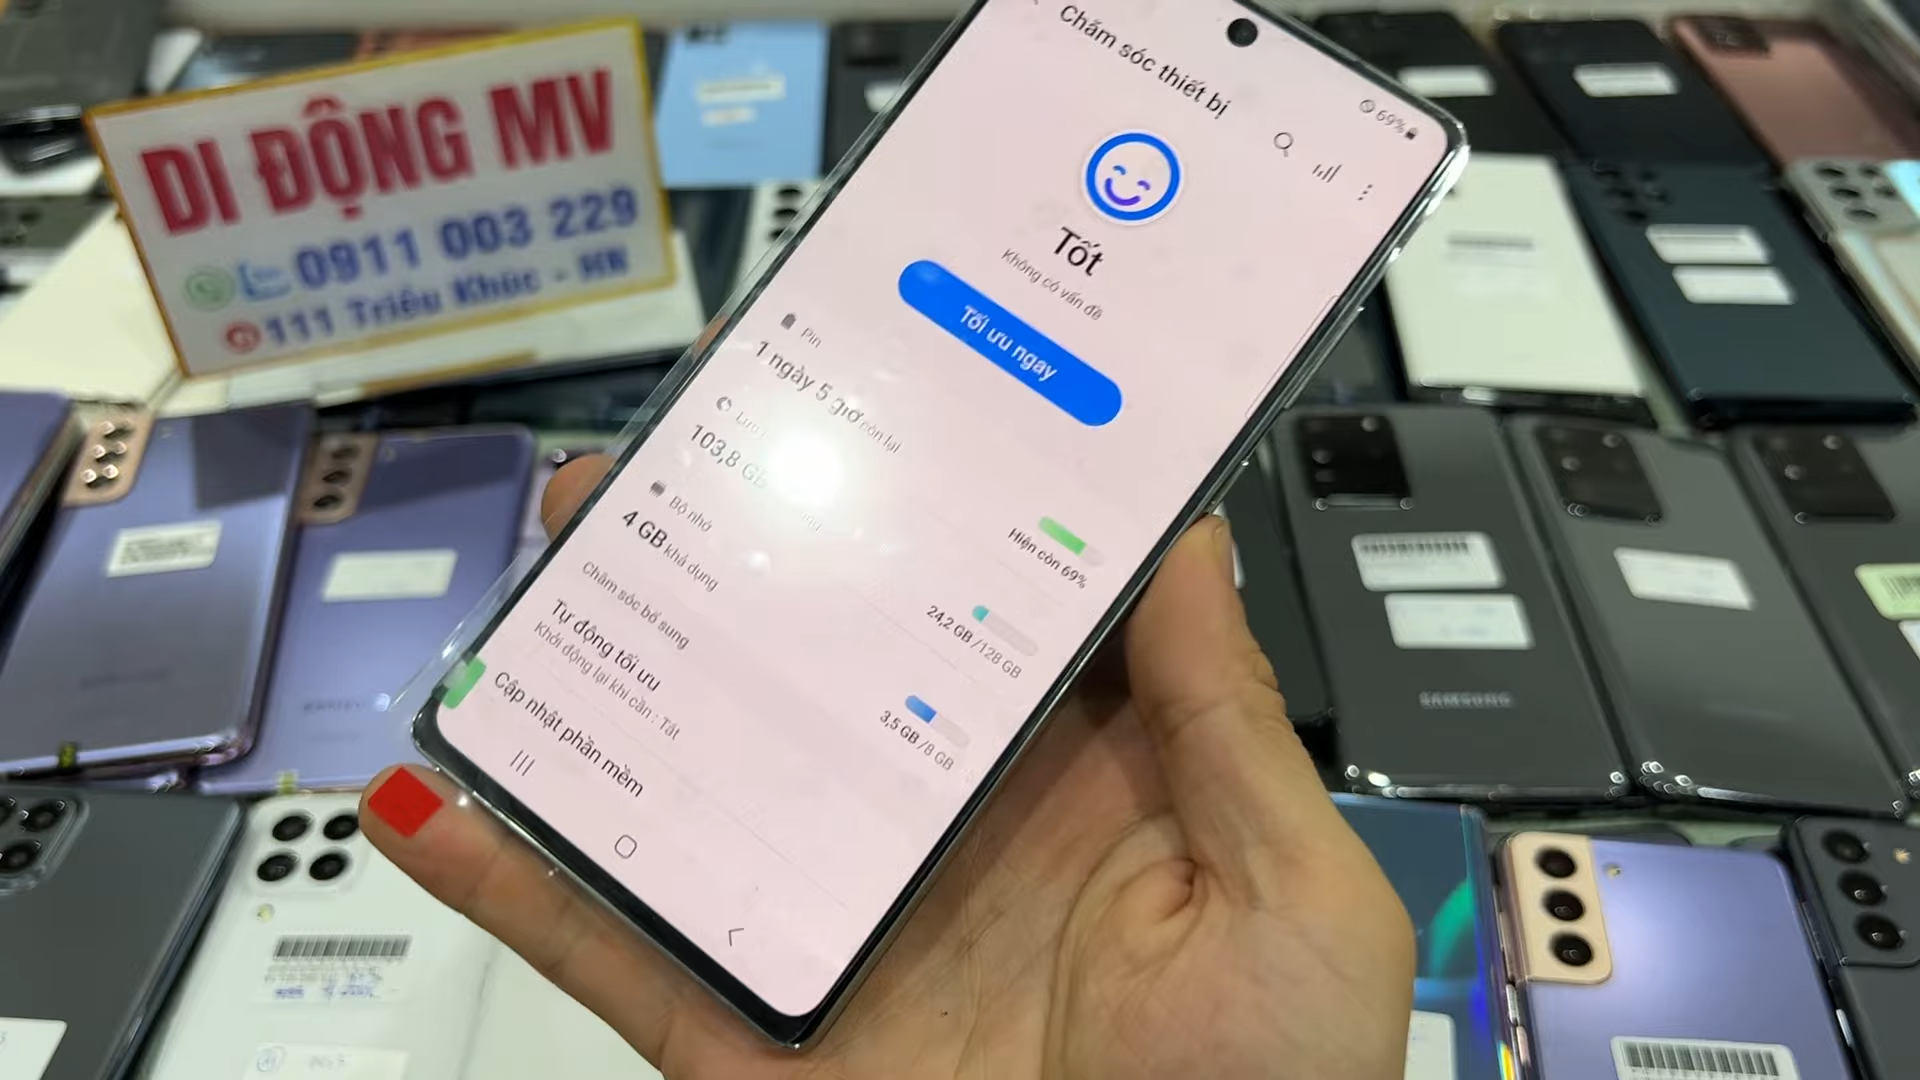 DI ĐỘNG MV
0911 003 229
111 Triều Khúc - HN
Chăm sóc thiết bị
69%
Tốt
Không có vấn đề
Tối ưu ngay
Pin
1 ngày 5 giờ còn lại
Hiện còn 69%
103,8 GB
24,2 GB /128 GB
Bộ nhớ
4 GB khả dụng
3,5 GB /8 GB
Chăm sóc bổ sung
Tự động tối ưu
Khởi động lại khi cần : Tắt
Cập nhật phần mềm
SAMSUNG